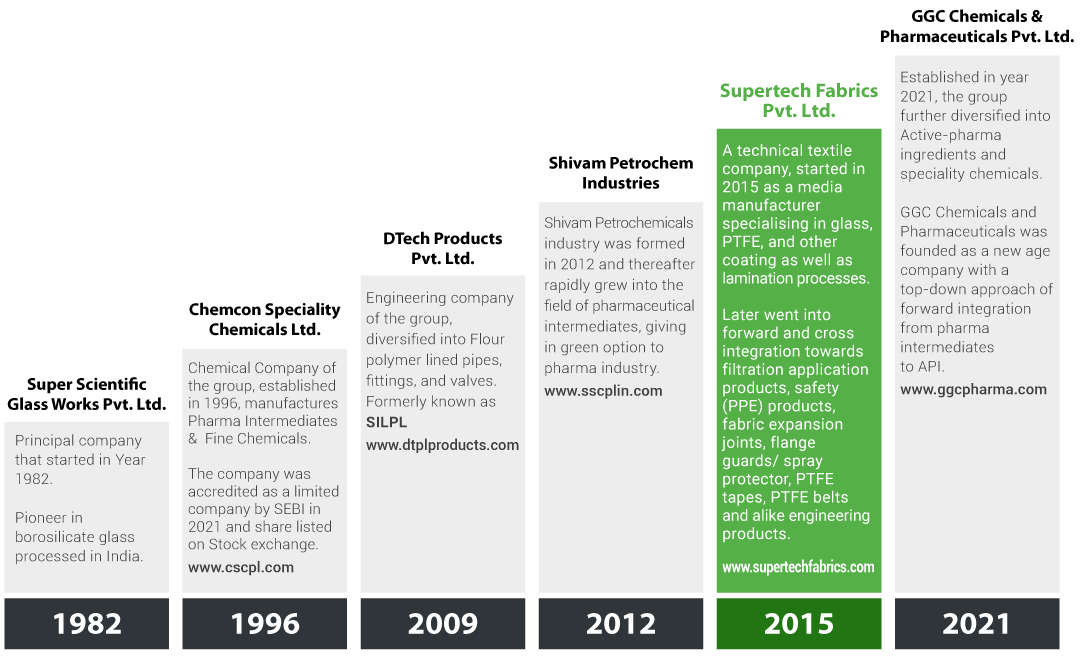 Super Scientific
Glass Works Pvt. Ltd.
Principal company
that started in Year
1982.
Pioneer in
borosilicate glass
processed in India.
1982
Chemcon Speciality
Chemicals Ltd.
Chemical Company of
the group, established
in 1996, manufactures
Pharma Intermediates
& Fine Chemicals.
The company was
accredited as a limited
company by SEBI in
2021 and share listed
on Stock exchange.
www.cscpl.com
1996
DTech Products
Pvt. Ltd.
Engineering company
of the group,
diversified into Flour
polymer lined pipes,
fittings, and valves.
Formerly known as
SILPL
www.dtplproducts.com
2009
Shivam Petrochem
Industries
Shivam Petrochemicals
industry was formed
in 2012 and thereafter
rapidly grew into the
field of pharmaceutical
intermediates, giving
in green option to
pharma industry.
www.sscplin.com
2012
Supertech Fabrics
Pvt. Ltd.
A technical textile
company, started in
2015 as a media
manufacturer
specialising in glass,
PTFE, and other
coating as well as
lamination processes.
Later went into
forward and cross
integration towards
filtration application
products, safety
(PPE) products,
fabric expansion
joints, flange
guards/ spray
protector, PTFE
tapes, PTFE belts
and alike engineering
products.
www.supertechfabrics.com
2015
GGC Chemicals &
Pharmaceuticals Pvt. Ltd.
Established in year
2021, the group
further diversified into
Active-pharma
ingredients and
speciality chemicals.
GGC Chemicals and
Pharmaceuticals was
founded as a new age
company with a
top-down approach of
forward integration
from pharma
intermediates
to API.
www.ggcpharma.com
2021